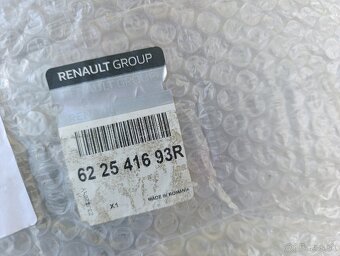 RENAULT GROUP
62 25 416 93R
X1
MADE IN ROMANIA